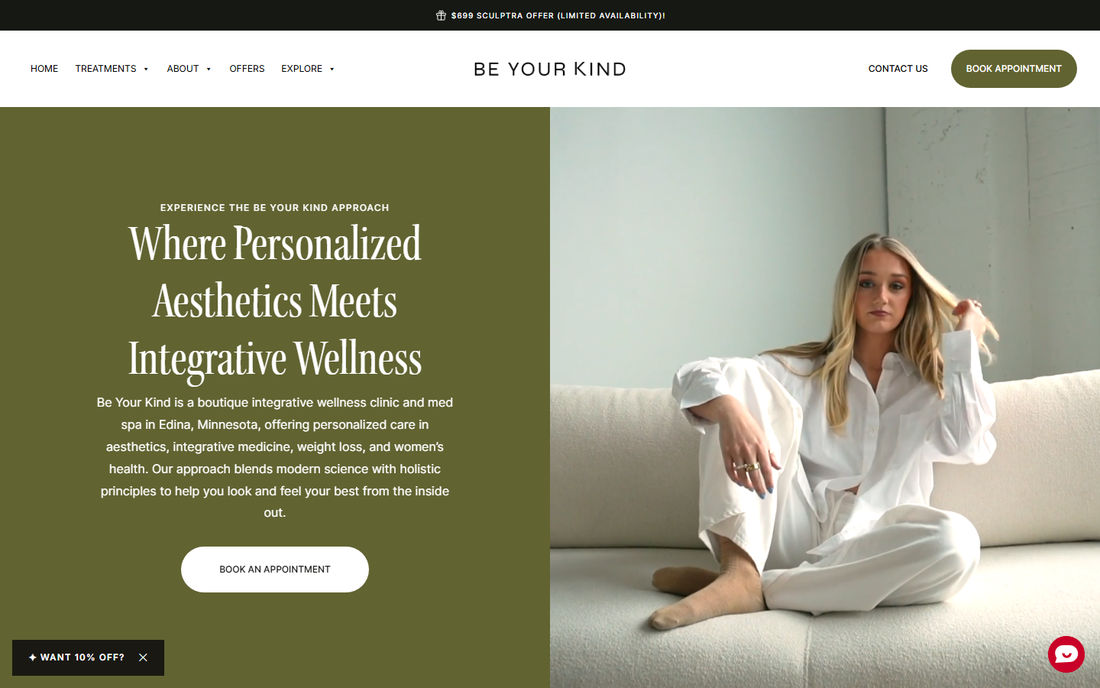 $699 SCULPTRA OFFER (LIMITED AVAILABILITY)!
HOME TREATMENTS ABOUT OFFERS EXPLORE
BE YOUR KIND
CONTACT US
BOOK APPOINTMENT
EXPERIENCE THE BE YOUR KIND APPROACH
Where Personalized
Aesthetics Meets
Integrative Wellness
Be Your Kind is a boutique integrative wellness clinic and med
spa in Edina, Minnesota, offering personalized care in
aesthetics, integrative medicine, weight loss, and women's
health. Our approach blends modern science with holistic
principles to help you look and feel your best from the inside
out.
BOOK AN APPOINTMENT
✦ WANT 10% OFF?